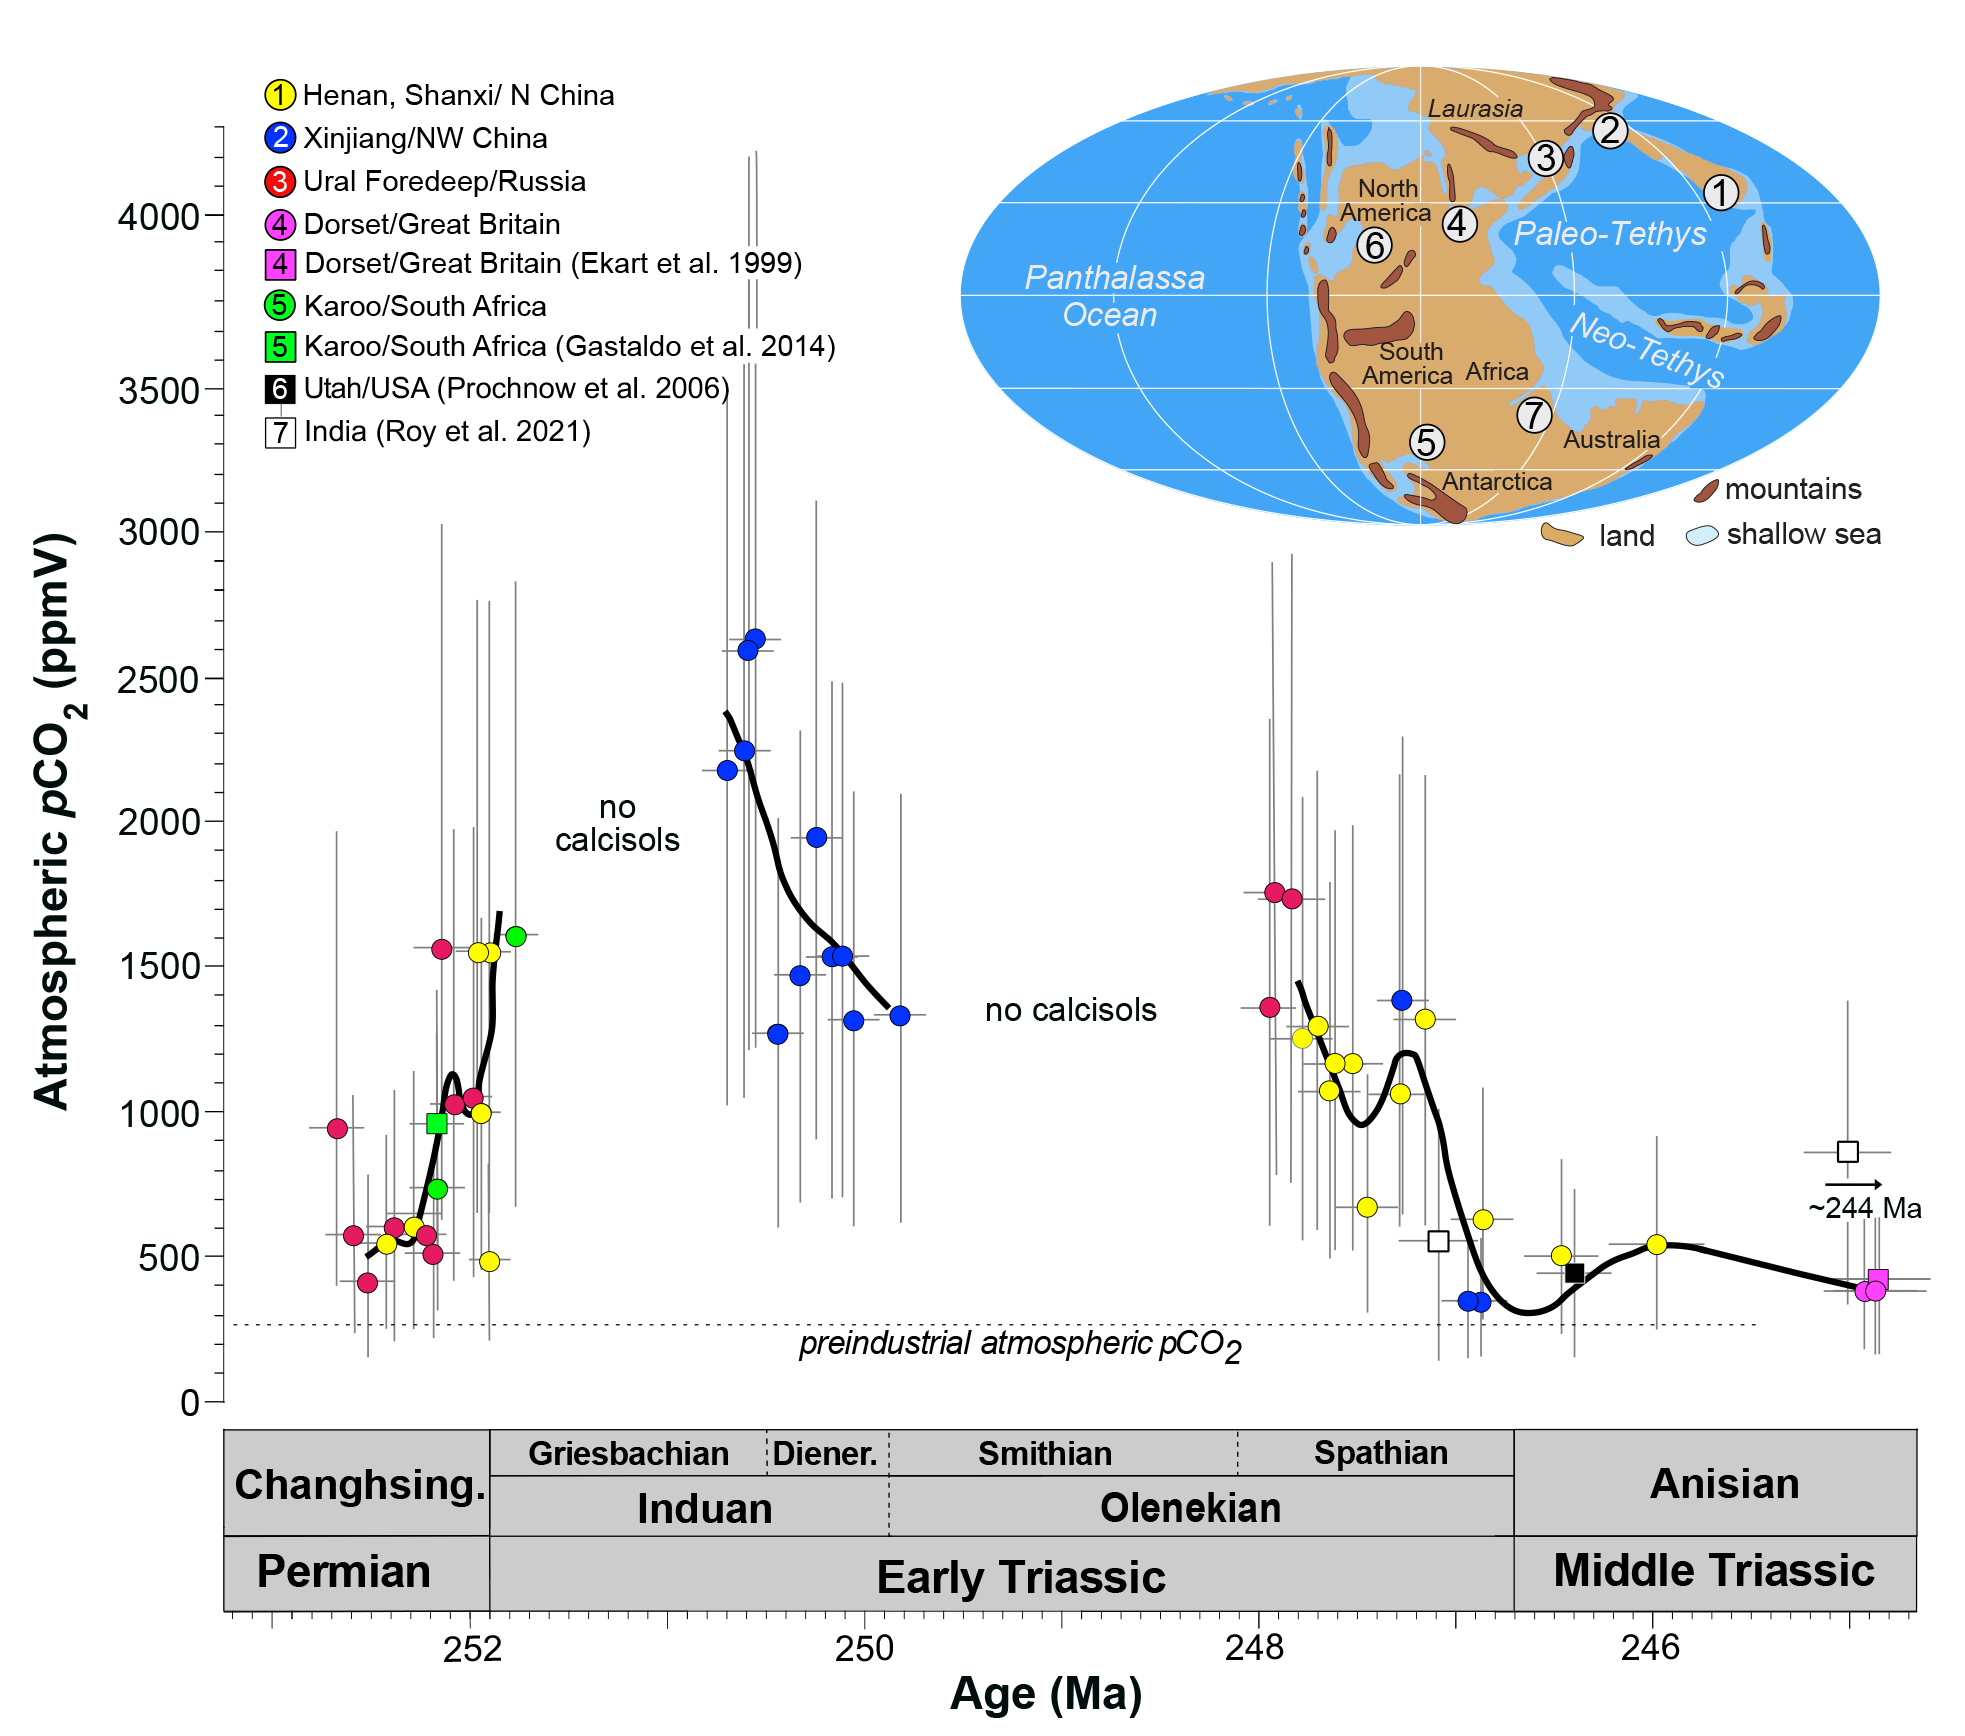 1 Henan, Shanxi/ N China
2 Xinjiang/NW China
3 Ural Foredeep/Russia
4 Dorset/Great Britain
4 Dorset/Great Britain (Ekart et al. 1999)
5 Karoo/South Africa
5 Karoo/South Africa (Gastaldo et al. 2014)
6 Utah/USA (Prochnow et al. 2006)
7 India (Roy et al. 2021)
Laurasia
2
3
1
North
America
4
6
Paleo-Tethys
Panthalassa
Ocean
Neo-Tethys
South
America
Africa
7
5
Australia
Antarctica
mountains
land
shallow sea
Atmospheric pCO2 (ppmV)
4000
3500
3000
2500
2000
1500
1000
500
0
no
calcisols
no calcisols
~244 Ma
preindustrial atmospheric pCO2
Griesbachian
Diener.
Smithian
Spathian
Changhsing.
Induan
Olenekian
Anisian
Permian
Early Triassic
Middle Triassic
252
250
248
246
Age (Ma)